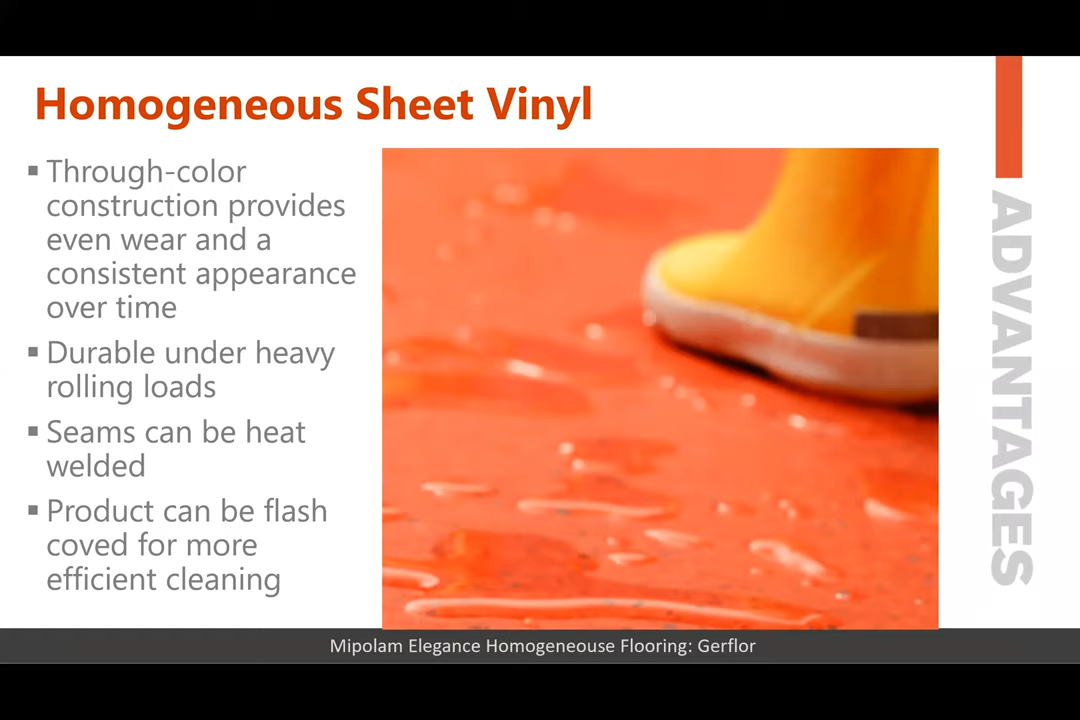 Homogeneous Sheet Vinyl
▪ Through-color
construction provides
even wear and a
consistent appearance
over time
▪ Durable under heavy
rolling loads
▪ Seams can be heat
welded
▪ Product can be flash
coved for more
efficient cleaning
ADVANTAGES
Mipolam Elegance Homogeneouse Flooring: Gerflor